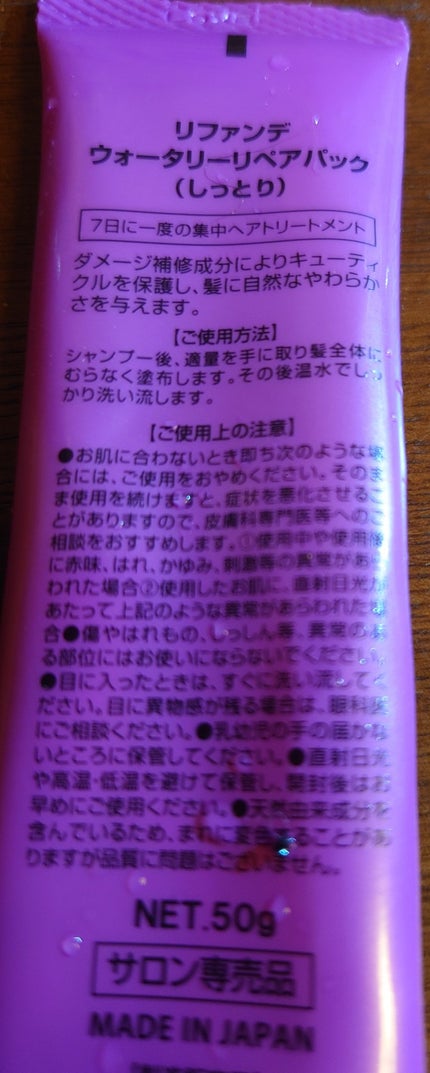 リファンデ
ウォータリーリペアパック
（しっとり）
7日に一度の集中ヘアトリートメント
ダメージ補修成分によりキューティ
クルを保護し、髪に自然なやわらか
さを与えます。
【ご使用方法】
シャンプー後、適量を手に取り髪全体に
むらなく塗布します。その後温水でしっ
かり洗い流します。
【ご使用上の注意】
●お肌に合わないとき即ち次のような場
合には、ご使用をおやめください。そのま
ま使用を続けますと、症状を悪化させるこ
とがありますので、皮膚科専門医等へのご
相談をおすすめします。①使用中や使用後
に赤味、はれ、かゆみ、刺激等の異常があら
われた場合②使用したお肌に、直射日光が
あたって上記のような異常があらわれた場
合●傷やはれもの、しっしん等、異常のあ
る部位にはお使いにならないでください。
●目に入ったときは、すぐに洗い流してく
ださい。目に異物感が残る場合は、眼科医
にご相談ください。●乳幼児の手の届かな
いところに保管してください。●直射日光
や高温・低温を避けて保管し、開封後はお
早めにご使用ください。●天然由来成分を
含んでいるため、まれに変色することがあ
りますが品質に問題はございません。
NET.50g
サロン専売品
MADE IN JAPAN